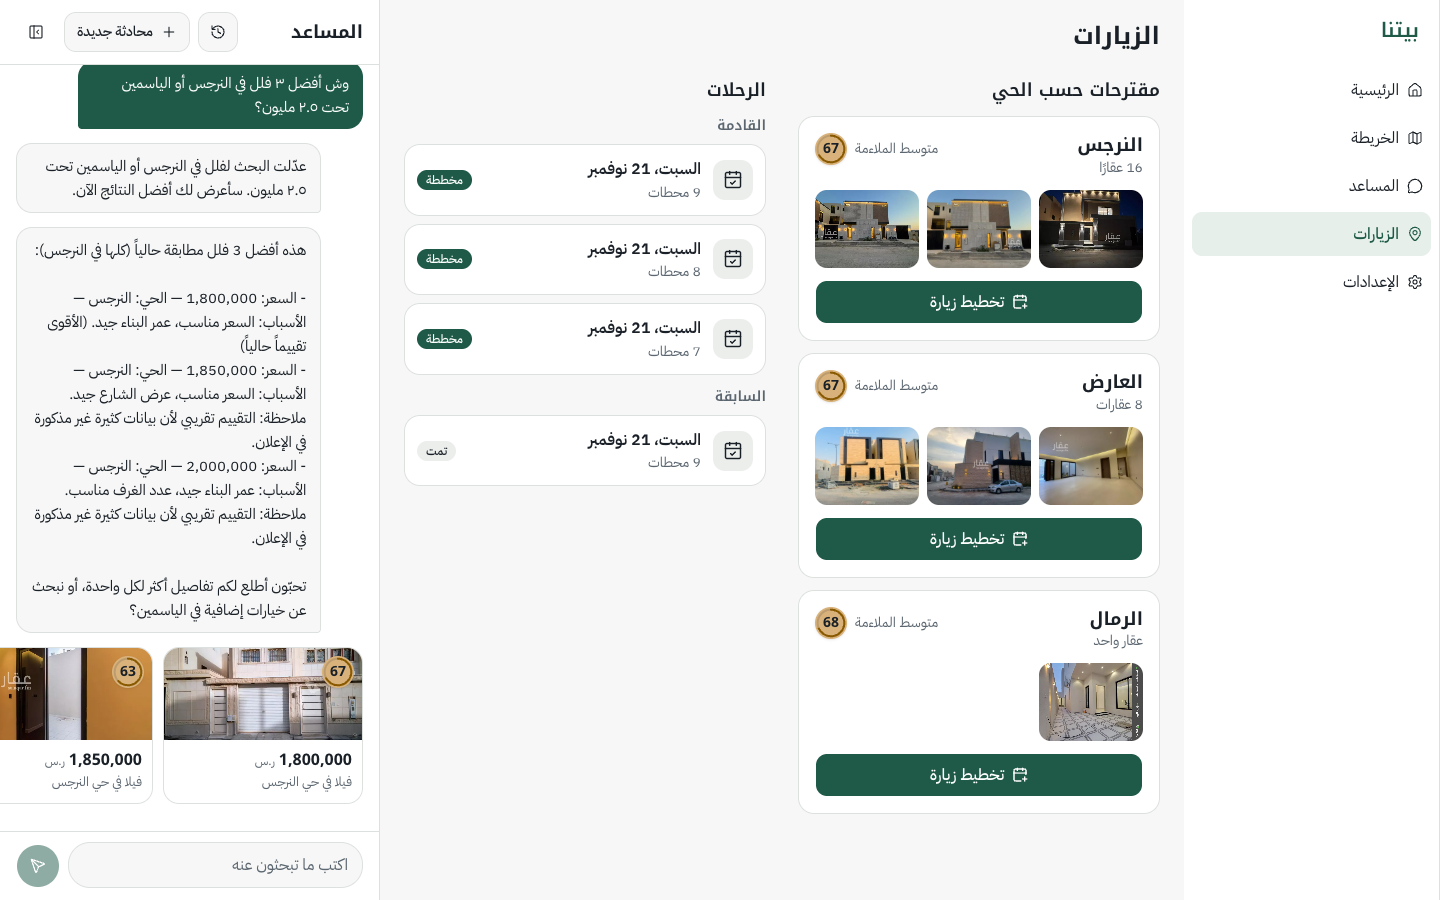 بيتنا
الرئيسية
الخريطة
المساعد
الزيارات
الإعدادات
الزيارات
مقترحات حسب الحي
النرجس
16 عقارًا
متوسط الملاءمة
67
عقار
عقار
تخطيط زيارة
العارض
8 عقارات
متوسط الملاءمة
67
عقار
عقار
عقار
تخطيط زيارة
الرمال
عقار واحد
متوسط الملاءمة
68
تخطيط زيارة
الرحلات
القادمة
السبت، 21 نوفمبر
9 محطات
مخططة
السبت، 21 نوفمبر
8 محطات
مخططة
السبت، 21 نوفمبر
7 محطات
مخططة
السابقة
السبت، 21 نوفمبر
9 محطات
تمت
المساعد
محادثة جديدة
وش أفضل ٣ فلل في النرجس أو الياسمين
تحت ٢.٥ مليون؟
عدّلت البحث لفلل في النرجس أو الياسمين تحت
٢.٥ مليون. سأعرض لك أفضل النتائج الآن.
هذه أفضل 3 فلل مطابقة حالياً (كلها في النرجس):
- السعر: 1,800,000 — الحي: النرجس —
الأسباب: السعر مناسب، عمر البناء جيد. (الأقوى
تقييماً حالياً)
- السعر: 1,850,000 — الحي: النرجس —
الأسباب: السعر مناسب، عرض الشارع جيد.
ملاحظة: التقييم تقريبي لأن بيانات كثيرة غير مذكورة
في الإعلان.
- السعر: 2,000,000 — الحي: النرجس —
الأسباب: عمر البناء جيد، عدد الغرف مناسب.
ملاحظة: التقييم تقريبي لأن بيانات كثيرة غير مذكورة
في الإعلان.
تحبّون أطلع لكم تفاصيل أكثر لكل واحدة، أو نبحث
عن خيارات إضافية في الياسمين؟
67
1,800,000 ر.س
فيلا في حي النرجس
63
عقار
1,850,000 ر.س
فيلا في حي النرجس
اكتب ما تبحثون عنه